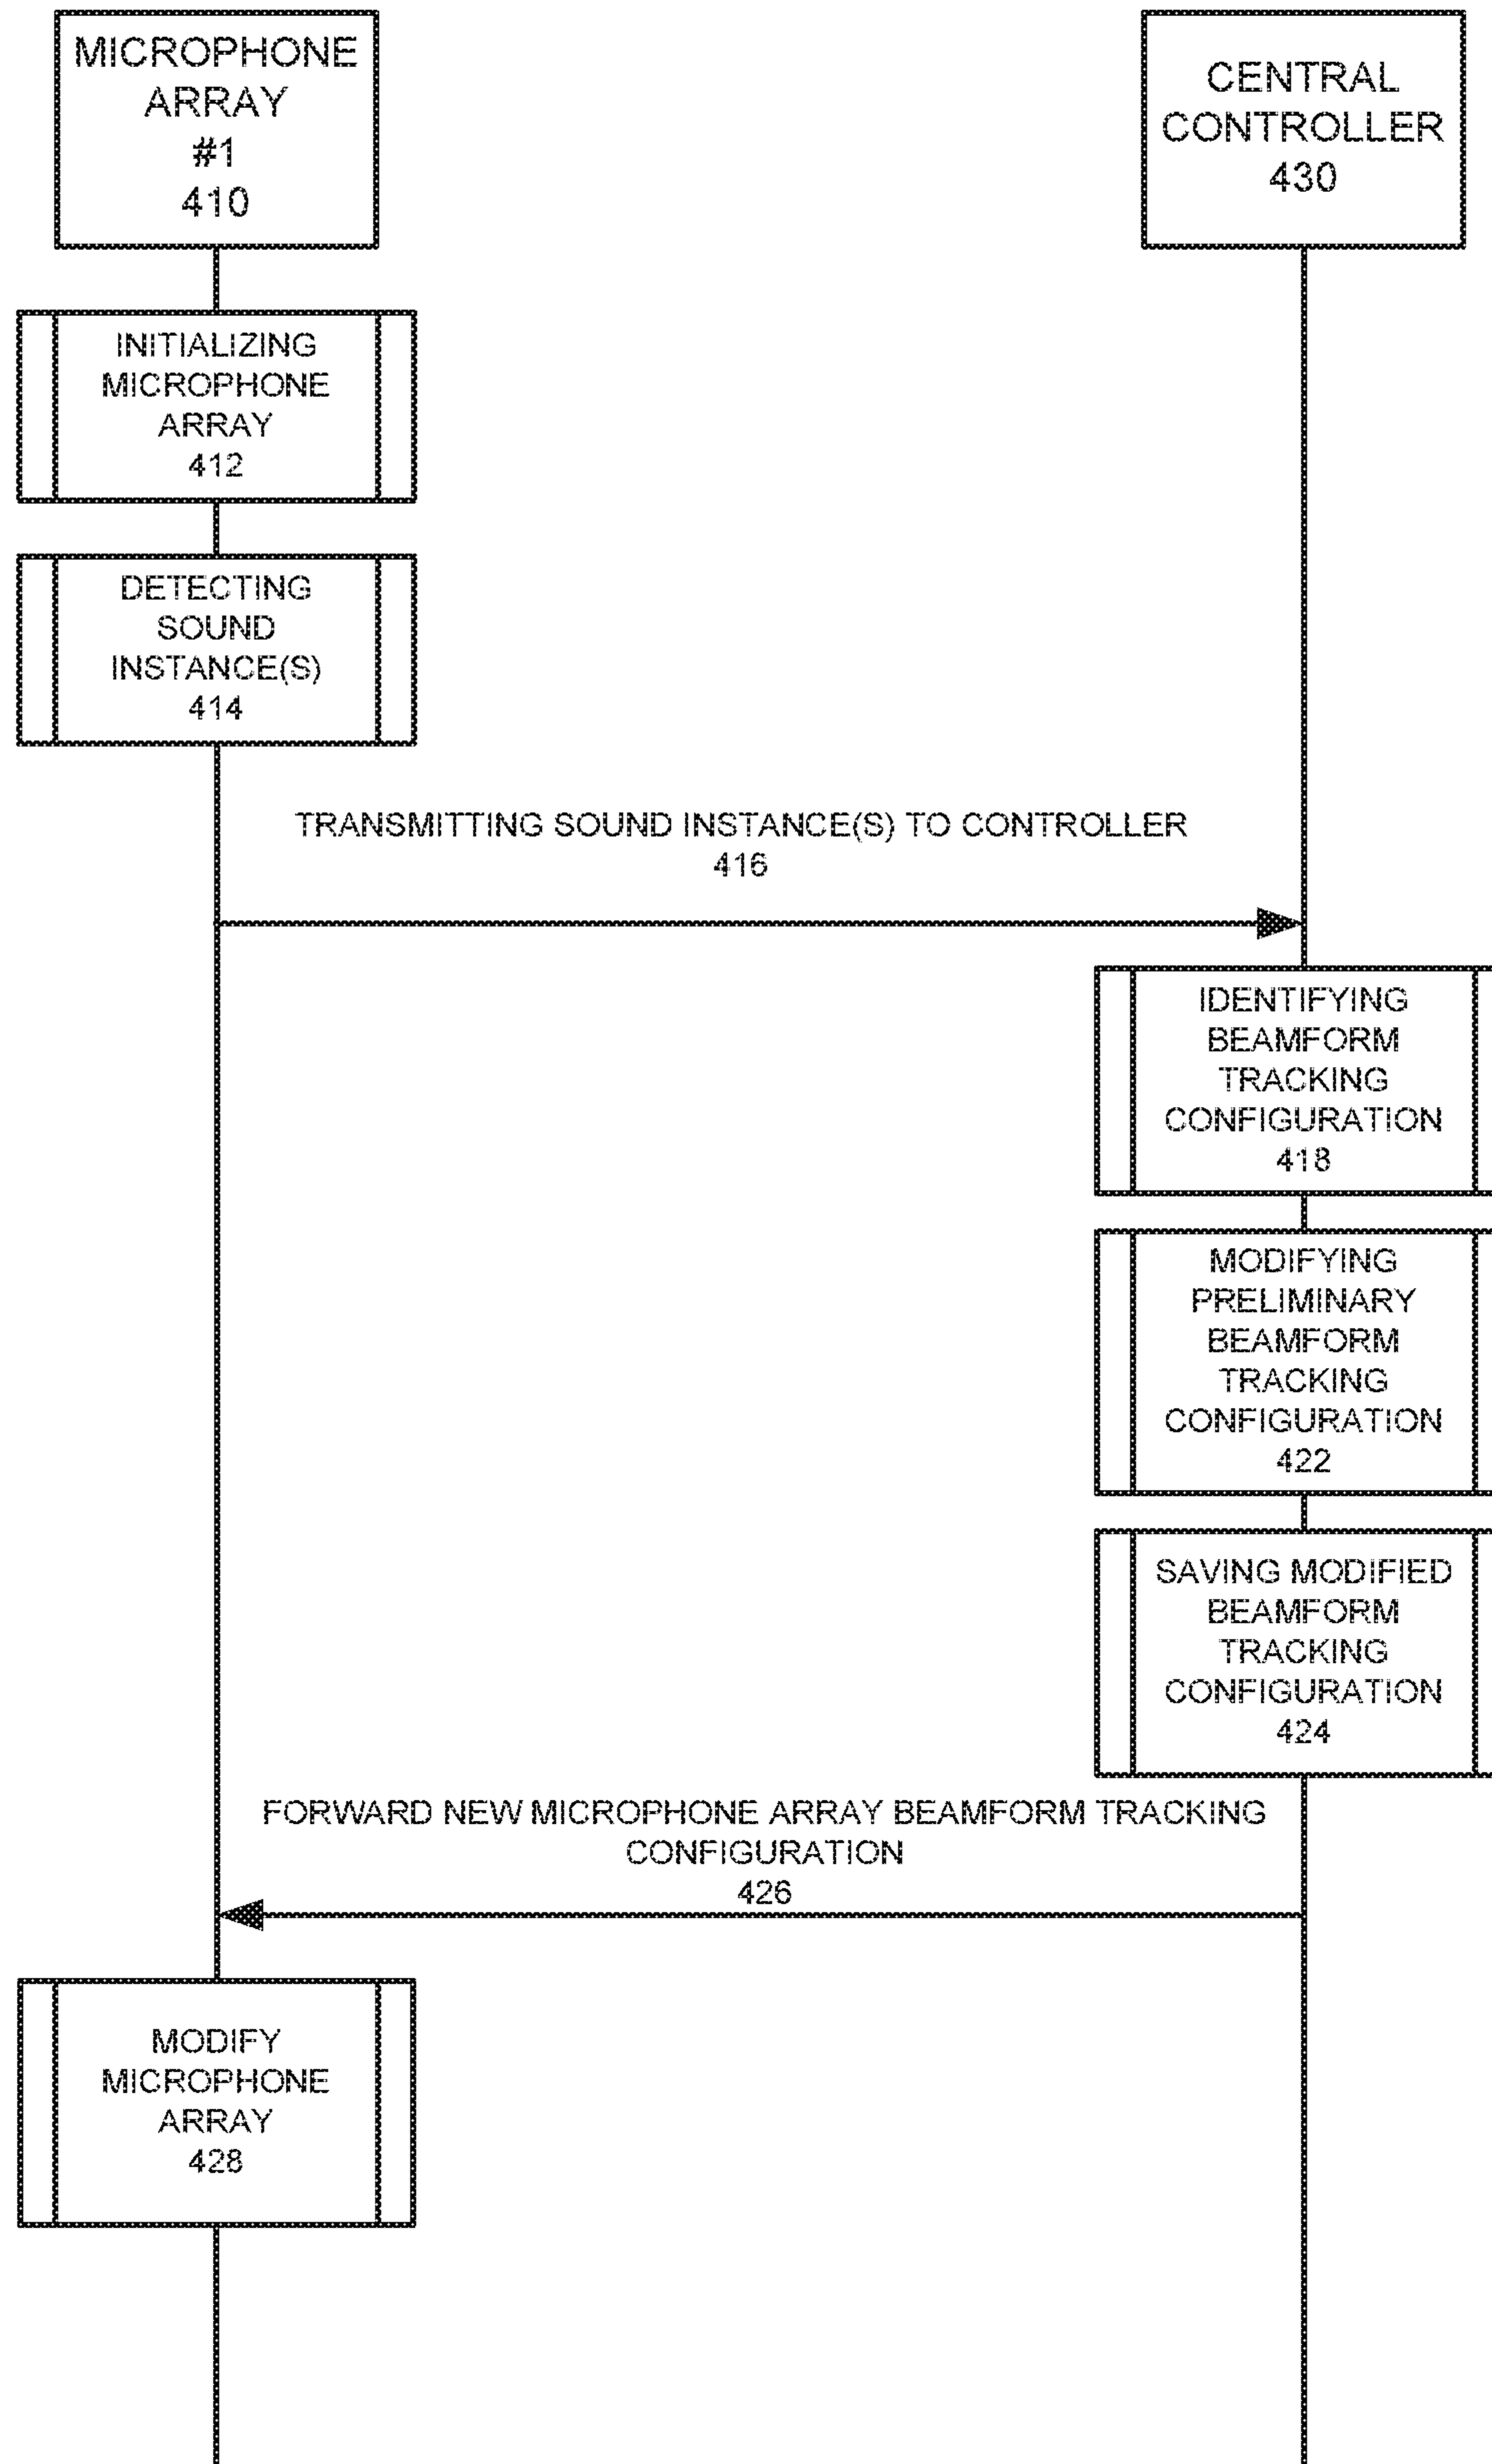 MICROPHONE
ARRAY
#1
410
CENTRAL
CONTROLLER
430
INITIALIZING
MICROPHONE
ARRAY
412
DETECTING
SOUND
INSTANCE(S)
414
TRANSMITTING SOUND INSTANCE(S) TO CONTROLLER
416
IDENTIFYING
BEAMFORM
TRACKING
CONFIGURATION
418
MODIFYING
PRELIMINARY
BEAMFORM
TRACKING
CONFIGURATION
422
SAVING MODIFIED
BEAMFORM
TRACKING
CONFIGURATION
424
FORWARD NEW MICROPHONE ARRAY BEAMFORM TRACKING
CONFIGURATION
426
MODIFY
MICROPHONE
ARRAY
428